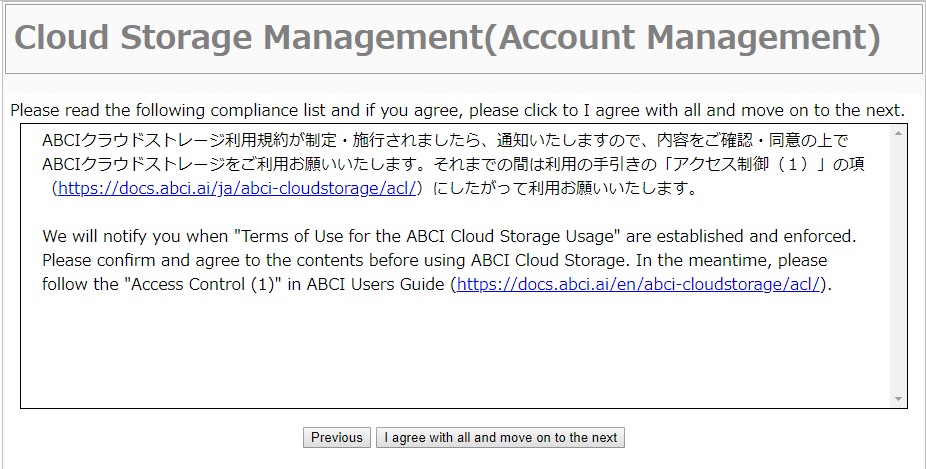 Cloud Storage Management(Account Management)
Please read the following compliance list and if you agree, please click to I agree with all and move on to the next.
ABCIクラウドストレージ利用規約が制定・施行されましたら、通知いたしますので、内容をご確認・同意の上で
ABCIクラウドストレージをご利用お願いいたします。それまでの間は利用の手引きの「アクセス制御（１）」の項
（https://docs.abci.ai/ja/abci-cloudstorage/acl/）にしたがって利用お願いいたします。
We will notify you when "Terms of Use for the ABCI Cloud Storage Usage" are established and enforced.
Please confirm and agree to the contents before using ABCI Cloud Storage. In the meantime, please
follow the "Access Control (1)" in ABCI Users Guide (https://docs.abci.ai/en/abci-cloudstorage/acl/).
Previous I agree with all and move on to the next